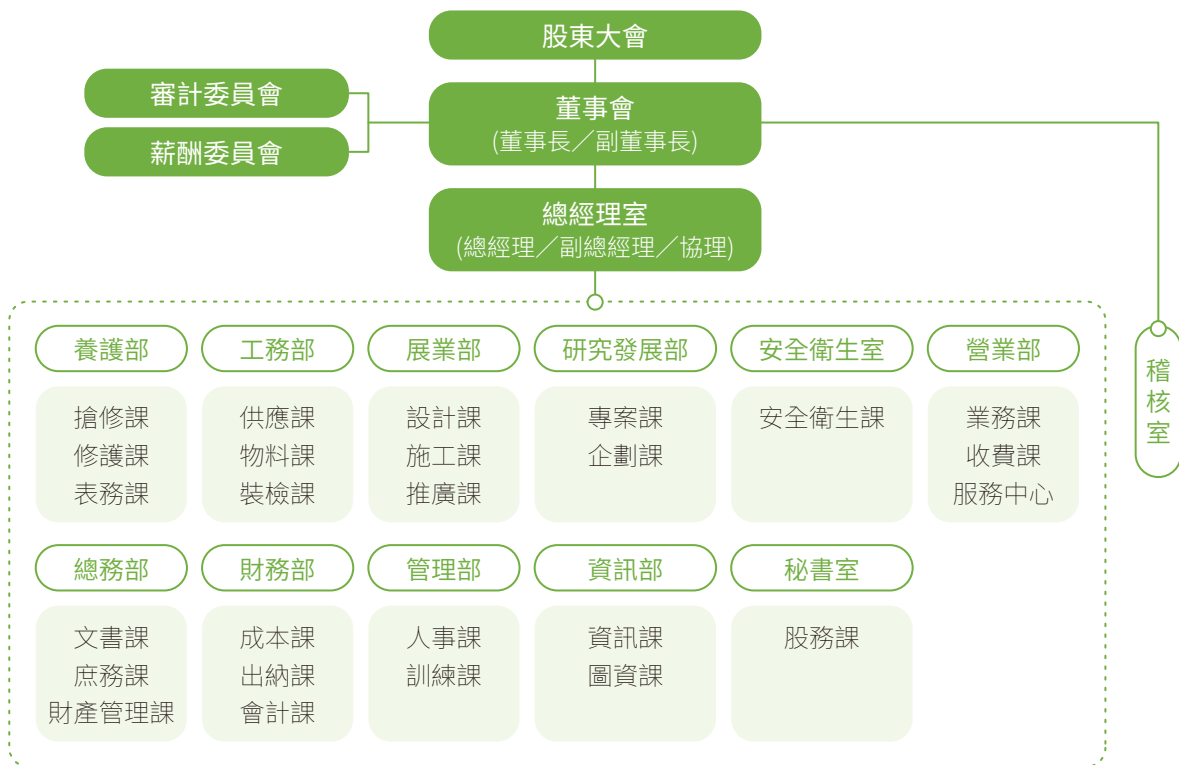 股東大會
審計委員會
薪酬委員會
董事會
(董事長／副董事長)
總經理室
(總經理／副總經理／協理)
養護部
搶修課
修護課
表務課
工務部
供應課
物料課
裝檢課
展業部
設計課
施工課
推廣課
研究發展部
專案課
企劃課
安全衛生室
安全衛生課
營業部
業務課
收費課
服務中心
稽核室
總務部
文書課
庶務課
財產管理課
財務部
成本課
出納課
會計課
管理部
人事課
訓練課
資訊部
資訊課
圖資課
秘書室
股務課